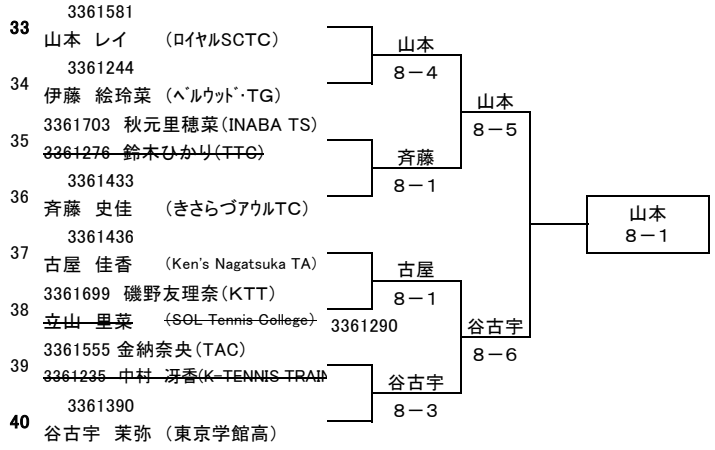 3361581
33
山本　レイ　　(ﾛｲﾔﾙSCTC)
3361244
34
伊藤　絵玲菜 (ﾍﾞﾙｳｯﾄﾞ･TG)
3361703　秋元里穂菜(INABA TS)
35
3361276　鈴木ひかり(TTC)
3361433
36
斉藤　史佳　　(きさらづｱｳﾙTC)
3361436
37
古屋　佳香　　(Ken's Nagatsuka TA)
3361699　磯野友理奈(KTT)
38
立山　里菜　　(SOL Tennis College)
3361290
3361555 金納奈央(TAC)
39
3361235　中村　冴香(K-TENNIS TRAIN
3361390
40
谷古宇　茉弥　(東京学館高)
山本
8－4
斉藤
8－1
古屋
8－1
谷古宇
8－3
山本
8－5
谷古宇
8－6
山本
8－1